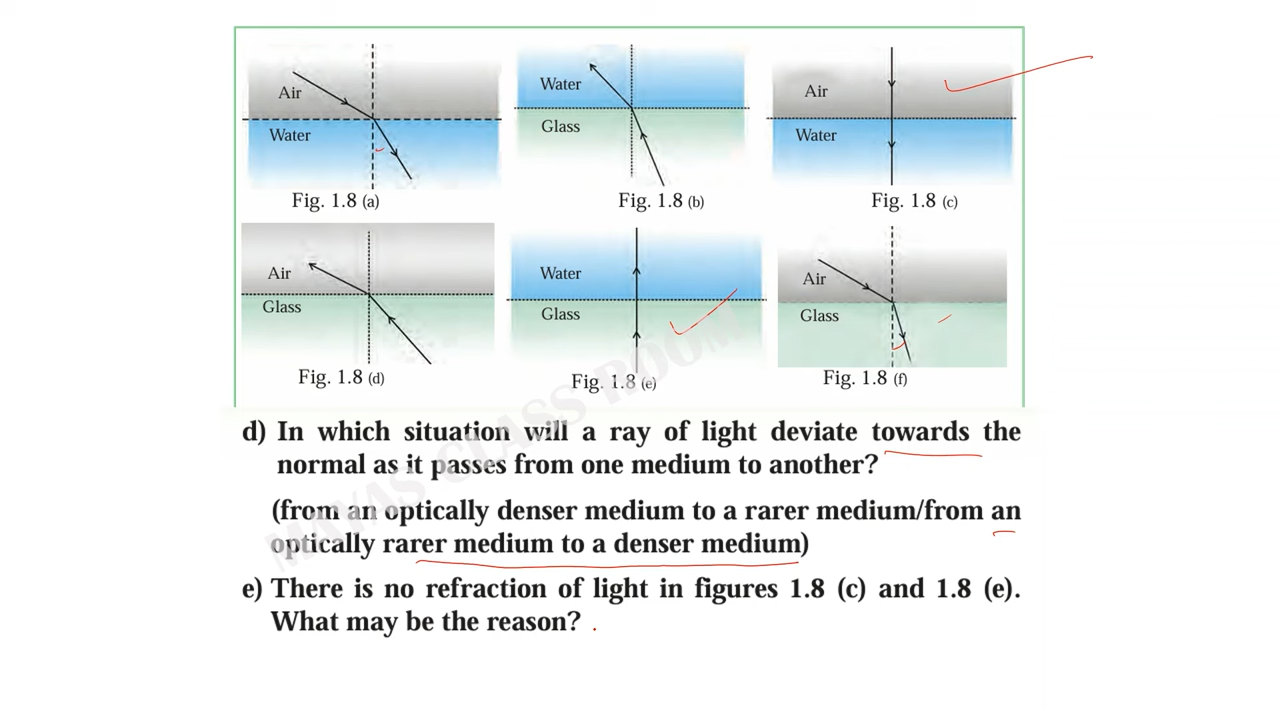 Air
Water
Fig. 1.8 (a)
Water
Glass
Fig. 1.8 (b)
Air
Water
Fig. 1.8 (c)
Air
Glass
Fig. 1.8 (d)
Water
Glass
Fig. 1.8 (e)
Air
Glass
Fig. 1.8 (f)
MAYAS CLASS ROOM
d) In which situation will a ray of light deviate towards the
normal as it passes from one medium to another?
(from an optically denser medium to a rarer medium/from an
optically rarer medium to a denser medium)
e) There is no refraction of light in figures 1.8 (c) and 1.8 (e).
What may be the reason?